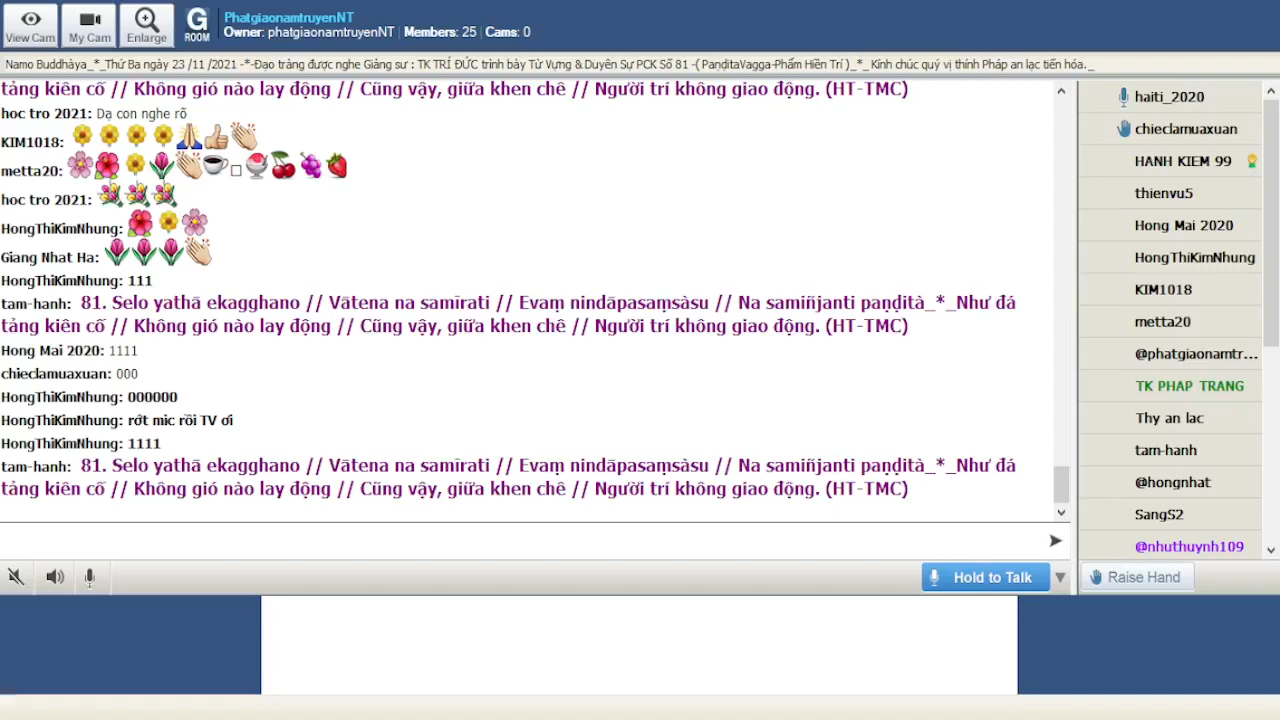 View Cam
My Cam
Enlarge
G
ROOM
PhatgiaonamtruyenNT
Owner: phatgiaonamtruyenNT | Members: 25 | Cams: 0
Namo Buddhàya_*_Thứ Ba ngày 23 /11 /2021 -*-Đạo tràng được nghe Giảng sư : TK TRÍ ĐỨC trình bày Từ Vựng & Duyên Sự PCK Số 81 -( PaṇḍitaVagga-Phẩm Hiền Trí )_*_ Kính chúc quý vị thính Pháp an lạc tiến hóa._
tảng kiên cố // Không gió nào lay động // Cũng vậy, giữa khen chê // Người trí không giao động. (HT-TMC)
hoc tro 2021: Dạ con nghe rõ
KIM1018:
metta20:
hoc tro 2021:
HongThiKimNhung:
Giang Nhat Ha:
HongThiKimNhung: 111
tam-hanh: 81. Selo yathā ekagghano // Vātena na samīrati // Evaṃ nindāpasaṃsàsu // Na samiñjanti paṇḍità_*_Như đá
tảng kiên cố // Không gió nào lay động // Cũng vậy, giữa khen chê // Người trí không giao động. (HT-TMC)
Hong Mai 2020: 1111
chieclamuaxuan: 000
HongThiKimNhung: 000000
HongThiKimNhung: rớt mic rồi TV ơi
HongThiKimNhung: 1111
tam-hanh: 81. Selo yathā ekagghano // Vātena na samīrati // Evaṃ nindāpasaṃsàsu // Na samiñjanti paṇḍità_*_Như đá
tảng kiên cố // Không gió nào lay động // Cũng vậy, giữa khen chê // Người trí không giao động. (HT-TMC)
Hold to Talk
haiti_2020
chieclamuaxuan
HANH KIEM 99
thienvu5
Hong Mai 2020
HongThiKimNhung
KIM1018
metta20
@phatgiaonamtr...
TK PHAP TRANG
Thy an lac
tam-hanh
@hongnhat
SangS2
@nhuthuynh109
Raise Hand